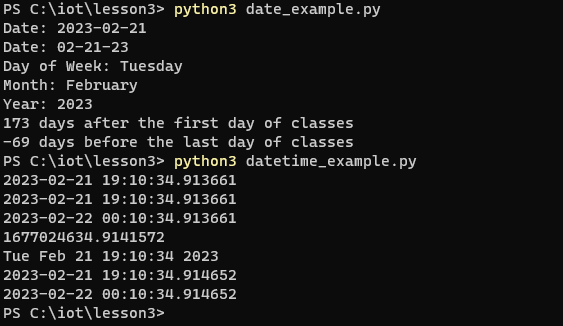 PS C:\iot\lesson3> python3 date_example.py
Date: 2023-02-21
Date: 02-21-23
Day of Week: Tuesday
Month: February
Year: 2023
173 days after the first day of classes
-69 days before the last day of classes
PS C:\iot\lesson3> python3 datetime_example.py
2023-02-21 19:10:34.913661
2023-02-21 19:10:34.913661
2023-02-22 00:10:34.913661
1677024634.9141572
Tue Feb 21 19:10:34 2023
2023-02-21 19:10:34.914652
2023-02-22 00:10:34.914652
PS C:\iot\lesson3>